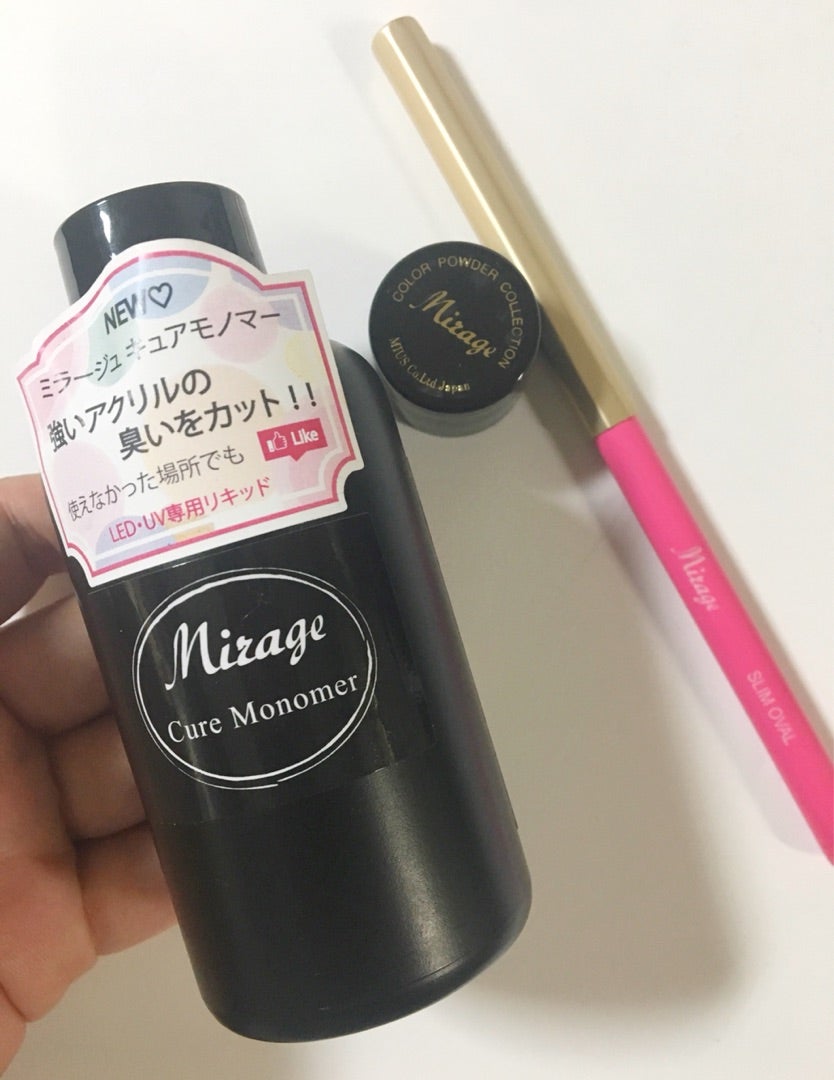 NEW♡
ミラージュ キュアモノマー
強いアクリルの
臭いをカット!!
Like
使えなかった場所でも
LED・UV専用リキッド
Mirage
Cure Monomer
COLOR POWDER COLLECTION
Mirage
MIUS Co.Ltd Japan
Mirage
SLIM OVAL